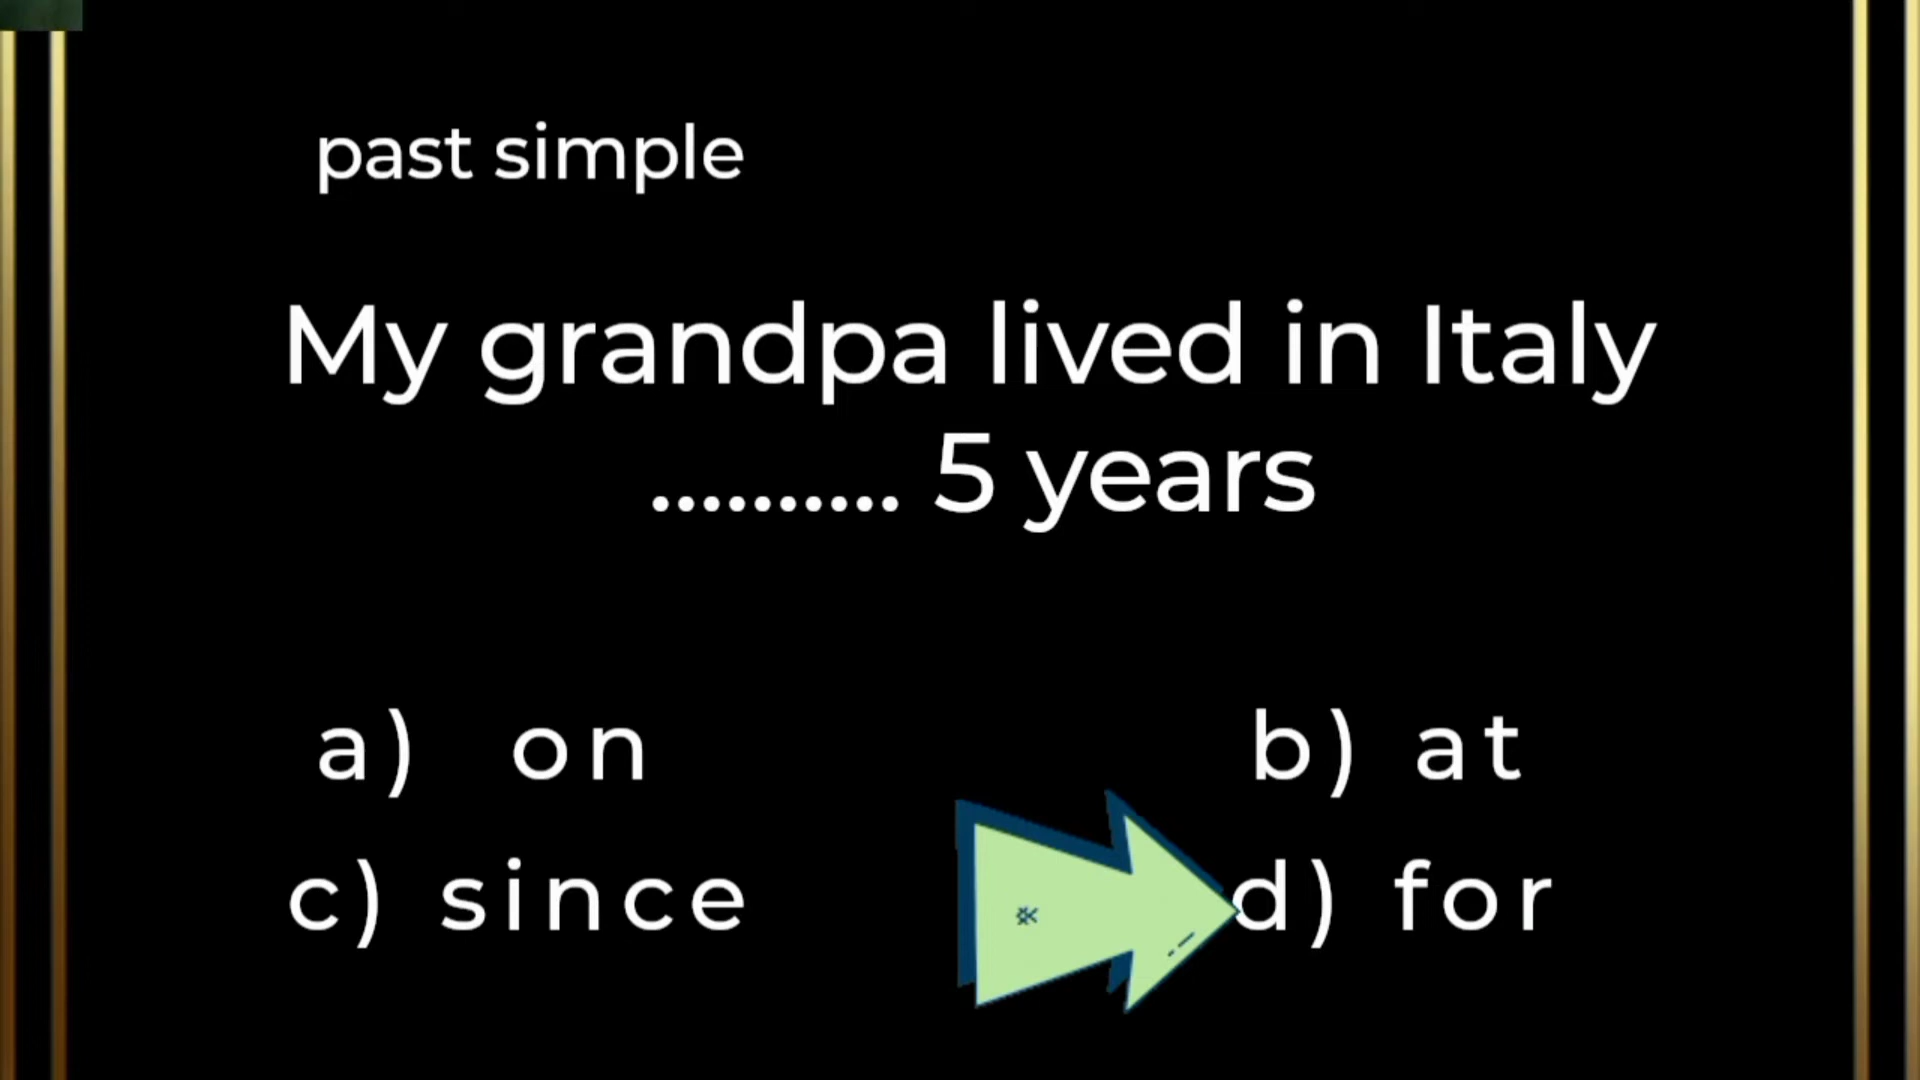 past simple
My grandpa lived in Italy
.......... 5 years
a) on b) at
c) since d) for